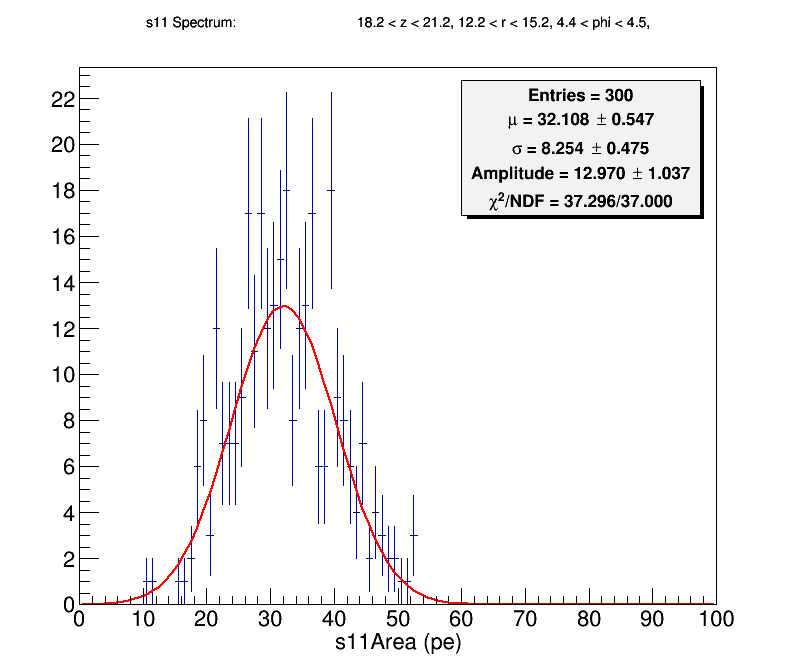 s11 Spectrum: 18.2 < z < 21.2, 12.2 < r < 15.2, 4.4 < phi < 4.5,
Entries = 300
μ = 32.108 ± 0.547
σ = 8.254 ± 0.475
Amplitude = 12.970 ± 1.037
χ²/NDF = 37.296/37.000
22
20
18
16
14
12
10
8
6
4
2
0
0 10 20 30 40 50 60 70 80 90 100
s11Area (pe)